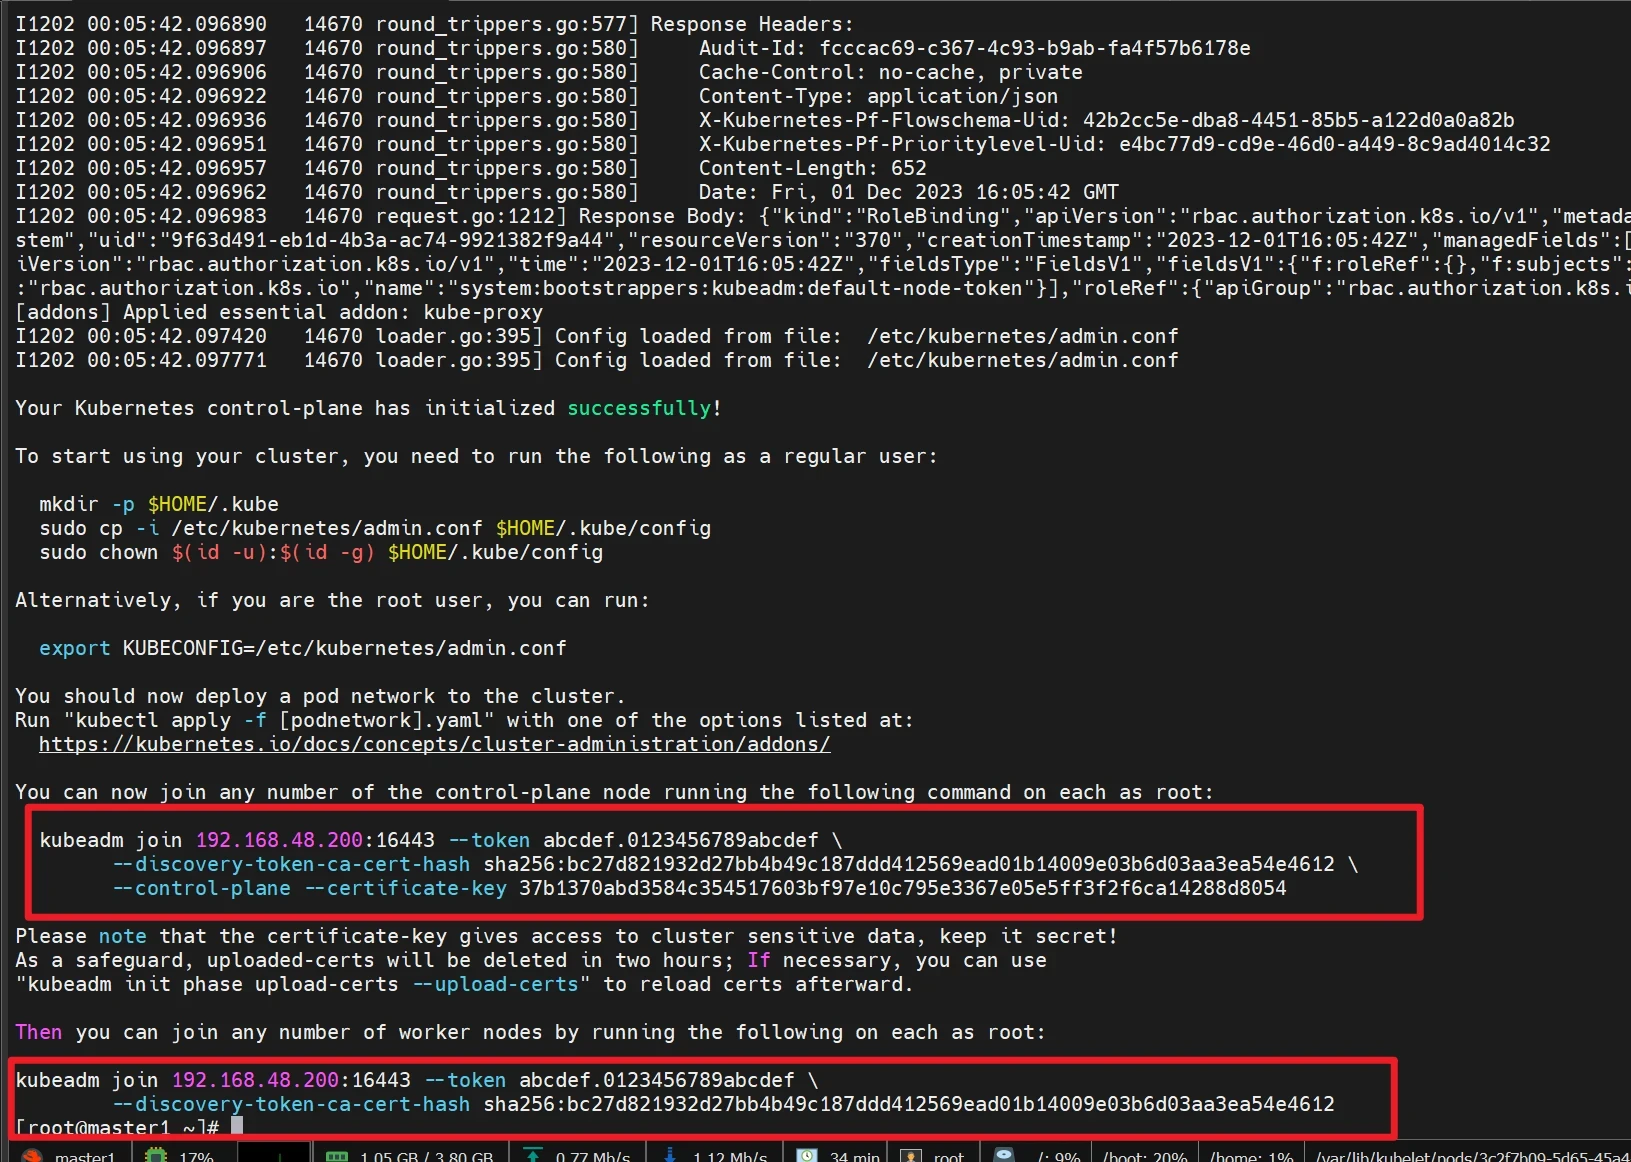 I1202 00:05:42.096890   14670 round_trippers.go:577] Response Headers:
I1202 00:05:42.096897   14670 round_trippers.go:580]     Audit-Id: fcccac69-c367-4c93-b9ab-fa4f57b6178e
I1202 00:05:42.096906   14670 round_trippers.go:580]     Cache-Control: no-cache, private
I1202 00:05:42.096922   14670 round_trippers.go:580]     Content-Type: application/json
I1202 00:05:42.096936   14670 round_trippers.go:580]     X-Kubernetes-Pf-Flowschema-Uid: 42b2cc5e-dba8-4451-85b5-a122d0a0a82b
I1202 00:05:42.096951   14670 round_trippers.go:580]     X-Kubernetes-Pf-Prioritylevel-Uid: e4bc77d9-cd9e-46d0-a449-8c9ad4014c32
I1202 00:05:42.096957   14670 round_trippers.go:580]     Content-Length: 652
I1202 00:05:42.096962   14670 round_trippers.go:580]     Date: Fri, 01 Dec 2023 16:05:42 GMT
I1202 00:05:42.096983   14670 request.go:1212] Response Body: {"kind":"RoleBinding","apiVersion":"rbac.authorization.k8s.io/v1","metada
stem","uid":"9f63d491-eb1d-4b3a-ac74-9921382f9a44","resourceVersion":"370","creationTimestamp":"2023-12-01T16:05:42Z","managedFields":[
iVersion":"rbac.authorization.k8s.io/v1","time":"2023-12-01T16:05:42Z","fieldsType":"FieldsV1","fieldsV1":{"f:roleRef":{},"f:subjects":
:"rbac.authorization.k8s.io","name":"system:bootstrappers:kubeadm:default-node-token"}],"roleRef":{"apiGroup":"rbac.authorization.k8s.i
[addons] Applied essential addon: kube-proxy
I1202 00:05:42.097420   14670 loader.go:395] Config loaded from file:  /etc/kubernetes/admin.conf
I1202 00:05:42.097771   14670 loader.go:395] Config loaded from file:  /etc/kubernetes/admin.conf
Your Kubernetes control-plane has initialized successfully!
To start using your cluster, you need to run the following as a regular user:
mkdir -p $HOME/.kube
sudo cp -i /etc/kubernetes/admin.conf $HOME/.kube/config
sudo chown $(id -u):$(id -g) $HOME/.kube/config
Alternatively, if you are the root user, you can run:
export KUBECONFIG=/etc/kubernetes/admin.conf
You should now deploy a pod network to the cluster.
Run "kubectl apply -f [podnetwork].yaml" with one of the options listed at:
https://kubernetes.io/docs/concepts/cluster-administration/addons/
You can now join any number of the control-plane node running the following command on each as root:
kubeadm join 192.168.48.200:16443 --token abcdef.0123456789abcdef \
--discovery-token-ca-cert-hash sha256:bc27d821932d27bb4b49c187ddd412569ead01b14009e03b6d03aa3ea54e4612 \
--control-plane --certificate-key 37b1370abd3584c354517603bf97e10c795e3367e05e5ff3f2f6ca14288d8054
Please note that the certificate-key gives access to cluster sensitive data, keep it secret!
As a safeguard, uploaded-certs will be deleted in two hours; If necessary, you can use
"kubeadm init phase upload-certs --upload-certs" to reload certs afterward.
Then you can join any number of worker nodes by running the following on each as root:
kubeadm join 192.168.48.200:16443 --token abcdef.0123456789abcdef \
--discovery-token-ca-cert-hash sha256:bc27d821932d27bb4b49c187ddd412569ead01b14009e03b6d03aa3ea54e4612
[root@master1 ~]#
master1 17% 1.05 GB / 3.80 GB 0.77 Mb/s 1.12 Mb/s 34 min root /: 9% /boot: 20% /home: 1% /var/lib/kubelet/pods/3c2f7b09-5d65-45a4